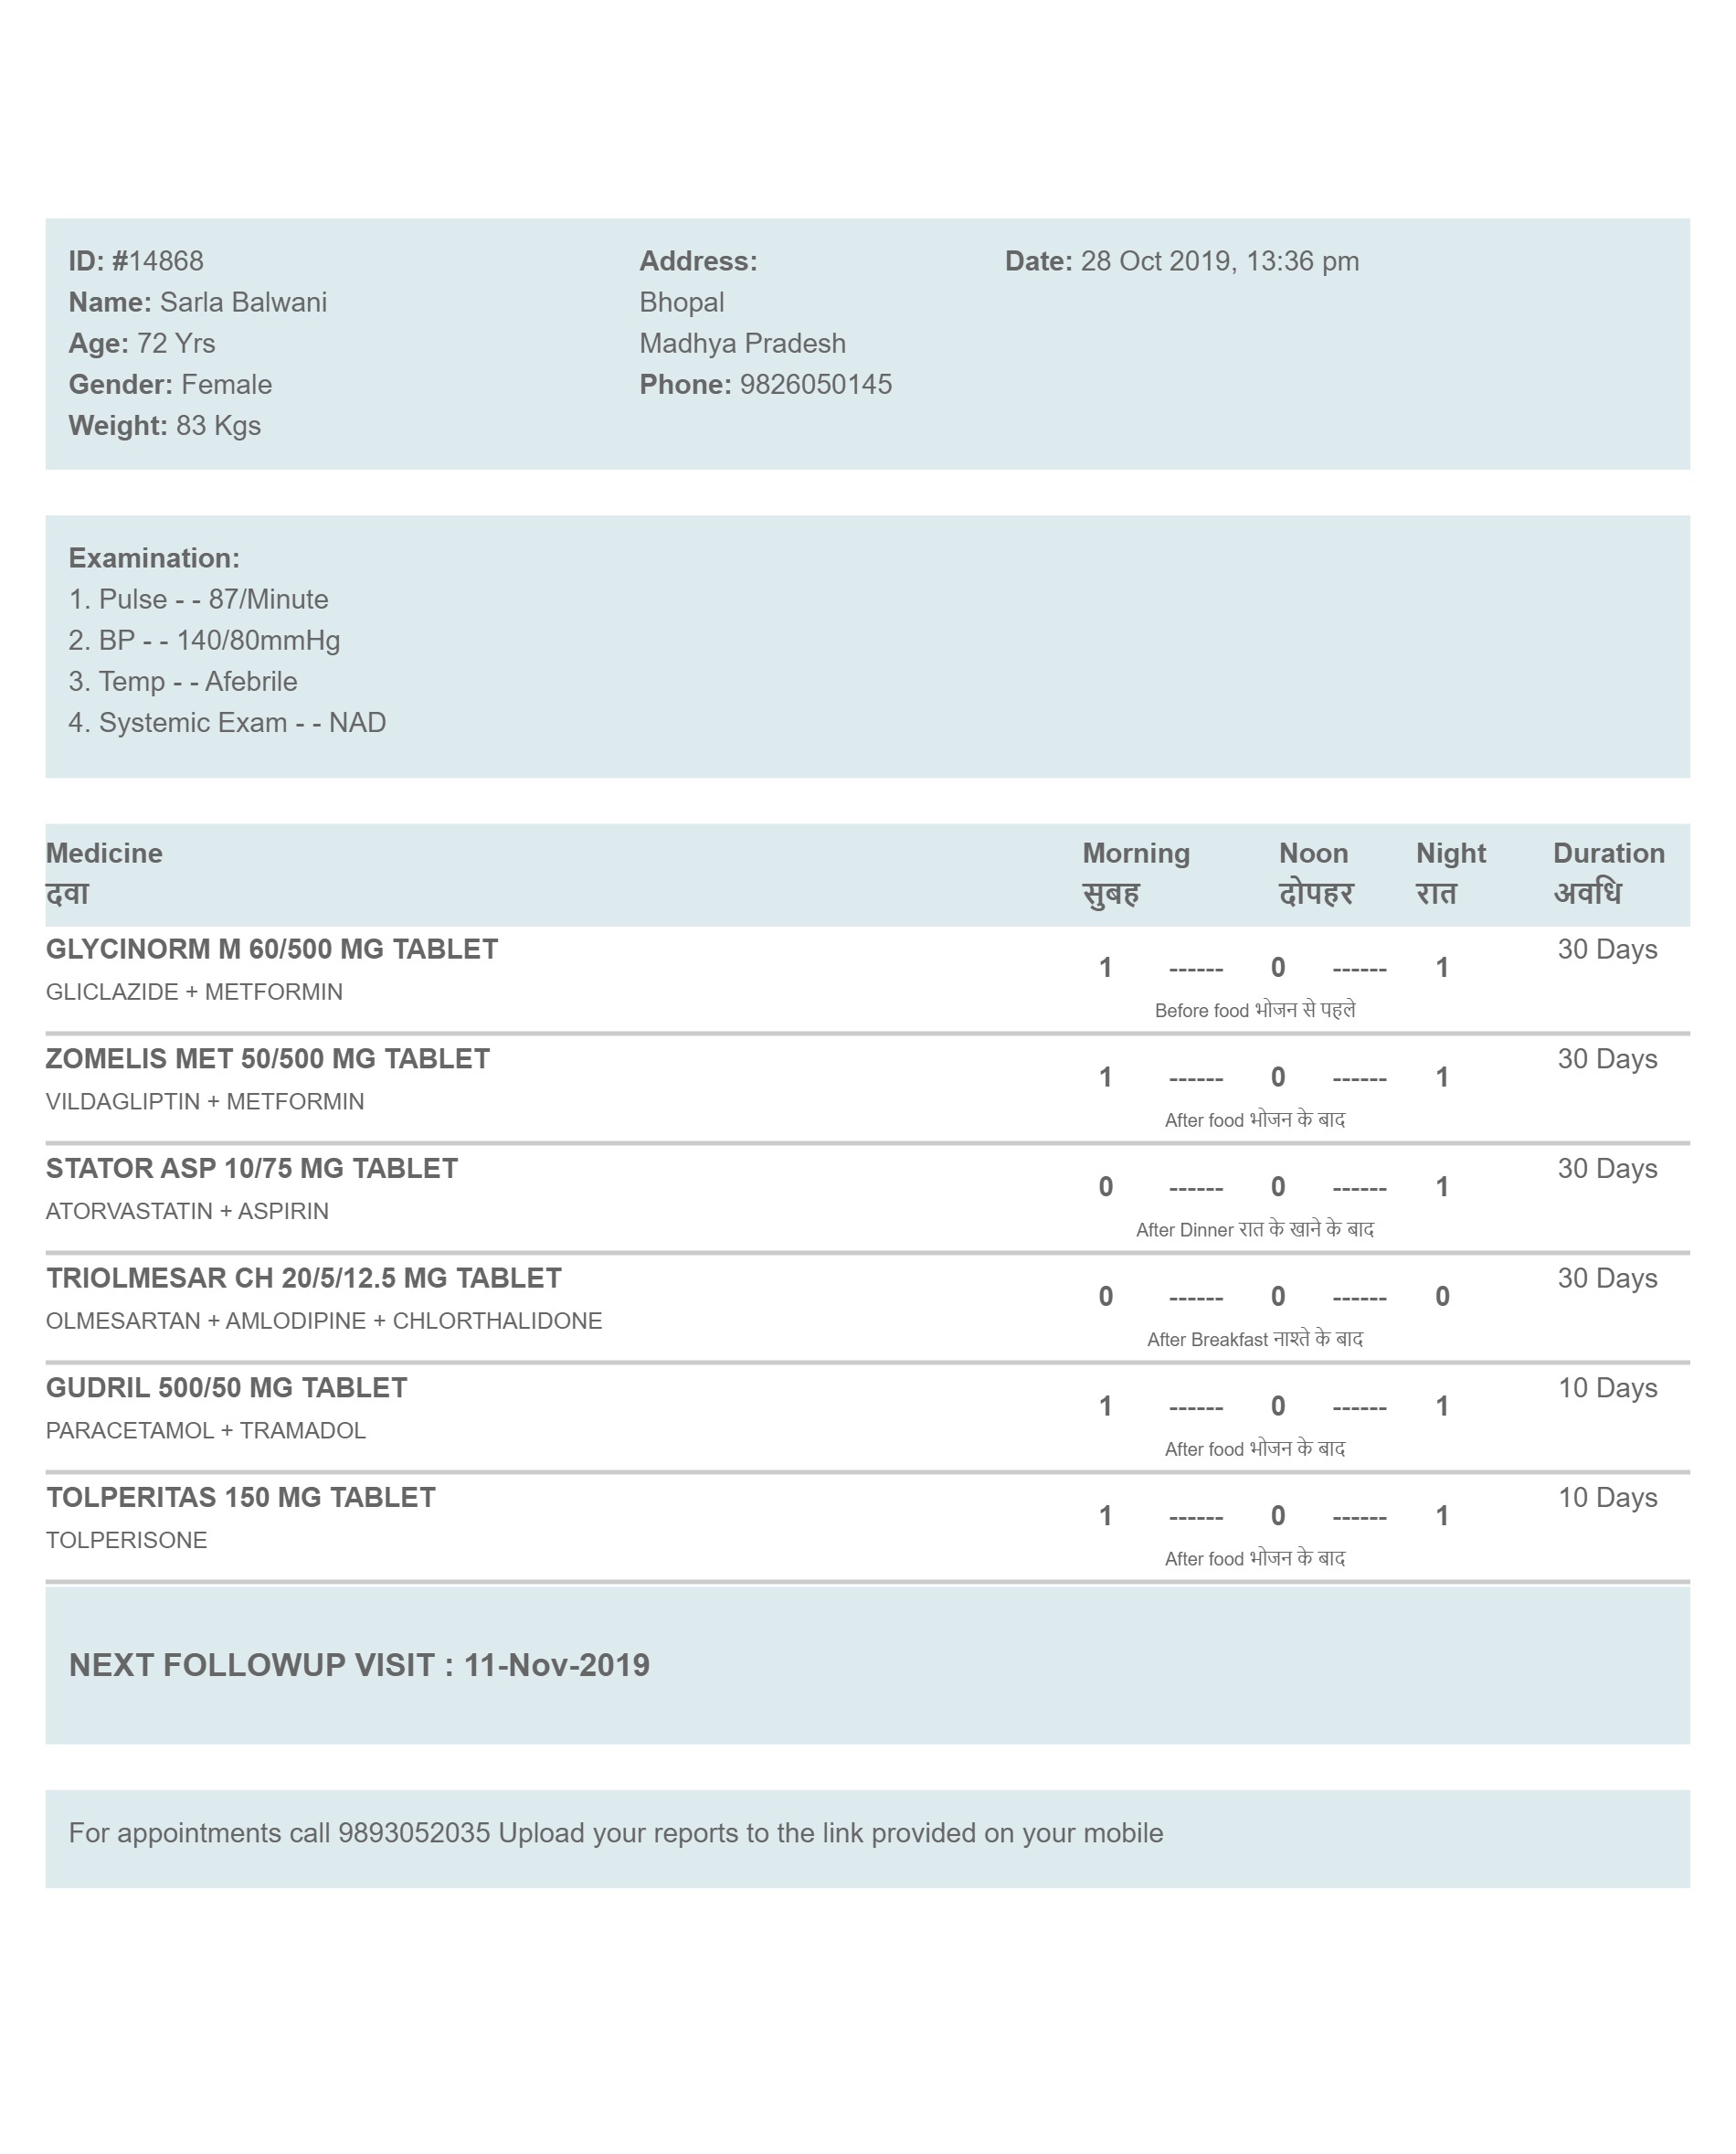 ID: #14868
Name: Sarla Balwani
Age: 72 Yrs
Gender: Female
Weight: 83 Kgs
Address:
Bhopal
Madhya Pradesh
Phone: 9826050145
Date: 28 Oct 2019, 13:36 pm
Examination:
1. Pulse - - 87/Minute
2. BP - - 140/80mmHg
3. Temp - - Afebrile
4. Systemic Exam - - NAD
Medicine Morning Noon Night Duration
दवा सुबह दोपहर रात अवधि
GLYCINORM M 60/500 MG TABLET 30 Days
1 ------ 0 ------ 1
GLICLAZIDE + METFORMIN
Before food भोजन से पहले
ZOMELIS MET 50/500 MG TABLET 30 Days
1 ------ 0 ------ 1
VILDAGLIPTIN + METFORMIN
After food भोजन के बाद
STATOR ASP 10/75 MG TABLET 30 Days
0 ------ 0 ------ 1
ATORVASTATIN + ASPIRIN
After Dinner रात के खाने के बाद
TRIOLMESAR CH 20/5/12.5 MG TABLET 30 Days
0 ------ 0 ------ 0
OLMESARTAN + AMLODIPINE + CHLORTHALIDONE
After Breakfast नाश्ते के बाद
GUDRIL 500/50 MG TABLET 10 Days
1 ------ 0 ------ 1
PARACETAMOL + TRAMADOL
After food भोजन के बाद
TOLPERITAS 150 MG TABLET 10 Days
1 ------ 0 ------ 1
TOLPERISONE
After food भोजन के बाद
NEXT FOLLOWUP VISIT : 11-Nov-2019
For appointments call 9893052035 Upload your reports to the link provided on your mobile